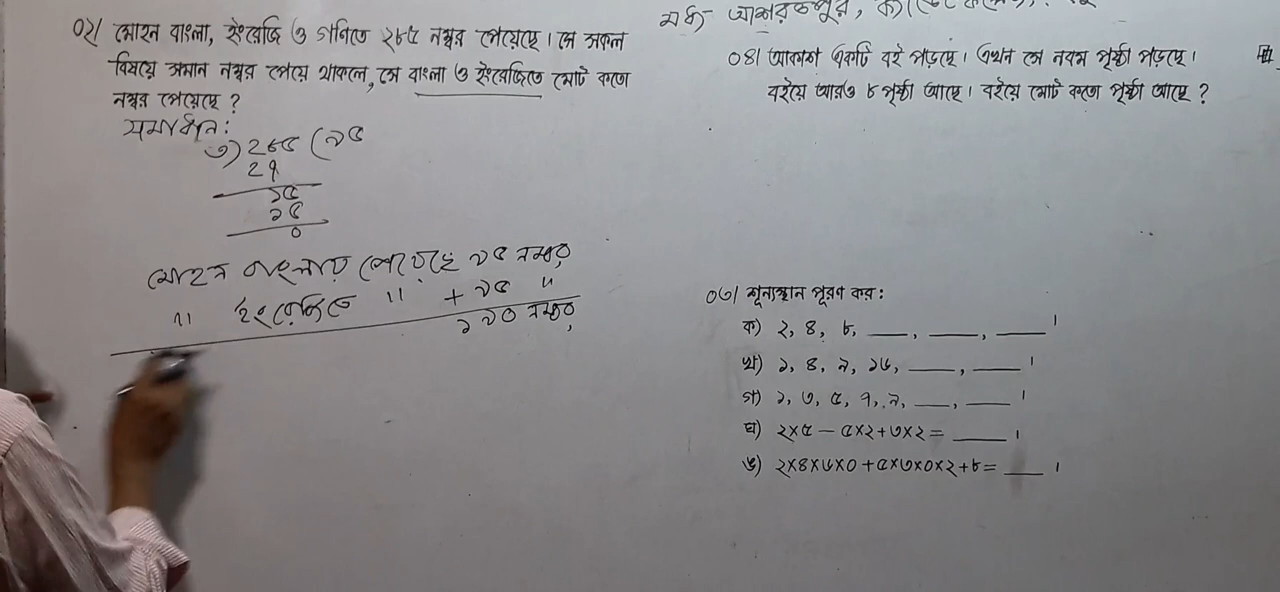 ০২। মোহন বাংলা, ইংরেজি ও গণিতে ২৮৫ নম্বর পেয়েছে। সে সকল
বিষয়ে সমান নম্বর পেয়ে থাকলে, সে বাংলা ও ইংরেজিতে মোট কতো
নম্বর পেয়েছে ?
সমাধান:
৩) ২৮৫ (৯৫
২৭
১৫
১৫
০
মোহন বাংলায় পেয়েছে ৯৫ নম্বর
" ইংরেজিতে " + ৯৫ "
১৯০ নম্বর
০৪। আকাশ একটি বই পড়ছে। এখন সে নবম পৃষ্ঠা পড়ছে।
বইয়ে আরও ৮ পৃষ্ঠা আছে। বইয়ে মোট কতো পৃষ্ঠা আছে ?
০৩। শূন্যস্থান পূরণ কর:
ক) ২, ৪, ৮, ___, ___, ___।
খ) ১, ৪, ৯, ১৬, ___, ___।
গ) ১, ৩, ৫, ৭, ৯, ___, ___।
ঘ) ২×৫ – ৫×২+৩×২= ___।
ঙ) ২×৪×৬×০+৫×৩×০×২+৮= ___।